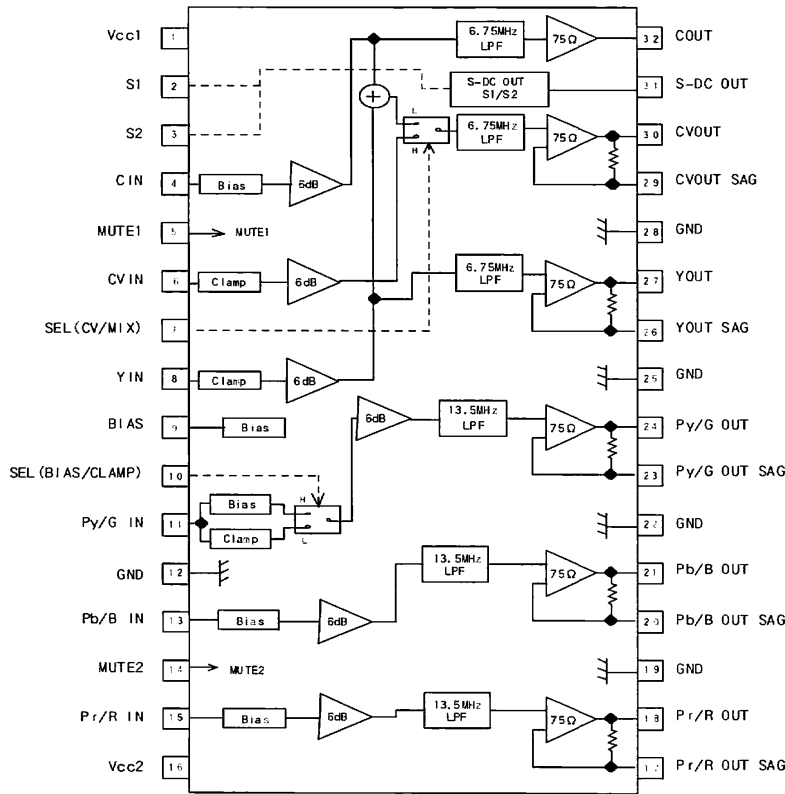 Vcc1 1 6.75MHz LPF 75Ω 32 COUT
S1 2 S-DC OUT S1/S2 31 S-DC OUT
S2 3 + L H 6.75MHz LPF 75Ω 30 CVOUT
CIN 4 Bias 6dB 29 CVOUT SAG
MUTE1 5 MUTE1 28 GND
CVIN 6 Clamp 6dB 6.75MHz LPF 75Ω 27 YOUT
SEL(CV/MIX) 7 26 YOUT SAG
YIN 8 Clamp 6dB 25 GND
BIAS 9 Bias 6dB 13.5MHz LPF 75Ω 24 Py/G OUT
SEL(BIAS/CLAMP) 10 23 Py/G OUT SAG
Py/G IN 11 Bias Clamp H L 22 GND
GND 12 13.5MHz LPF 75Ω 21 Pb/B OUT
Pb/B IN 13 Bias 6dB 20 Pb/B OUT SAG
MUTE2 14 MUTE2 19 GND
Pr/R IN 15 Bias 6dB 13.5MHz LPF 75Ω 18 Pr/R OUT
Vcc2 16 17 Pr/R OUT SAG